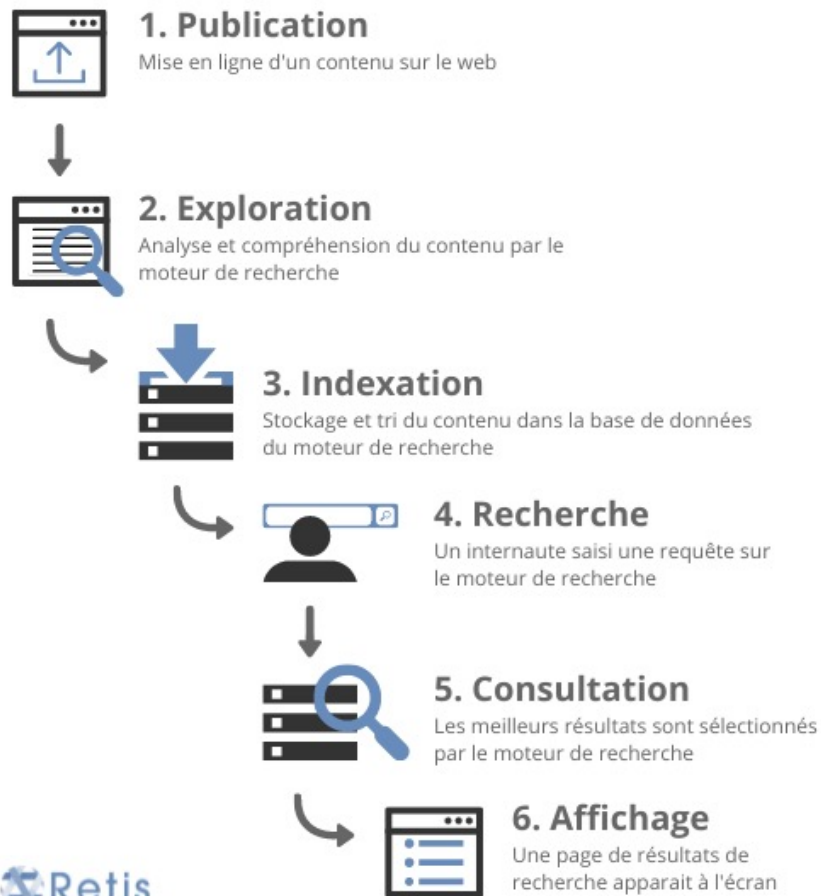 1. Publication
Mise en ligne d'un contenu sur le web
2. Exploration
Analyse et compréhension du contenu par le
moteur de recherche
3. Indexation
Stockage et tri du contenu dans la base de données
du moteur de recherche
4. Recherche
Un internaute saisi une requête sur
le moteur de recherche
5. Consultation
Les meilleurs résultats sont sélectionnés
par le moteur de recherche
6. Affichage
Une page de résultats de
recherche apparait à l'écran
Retis